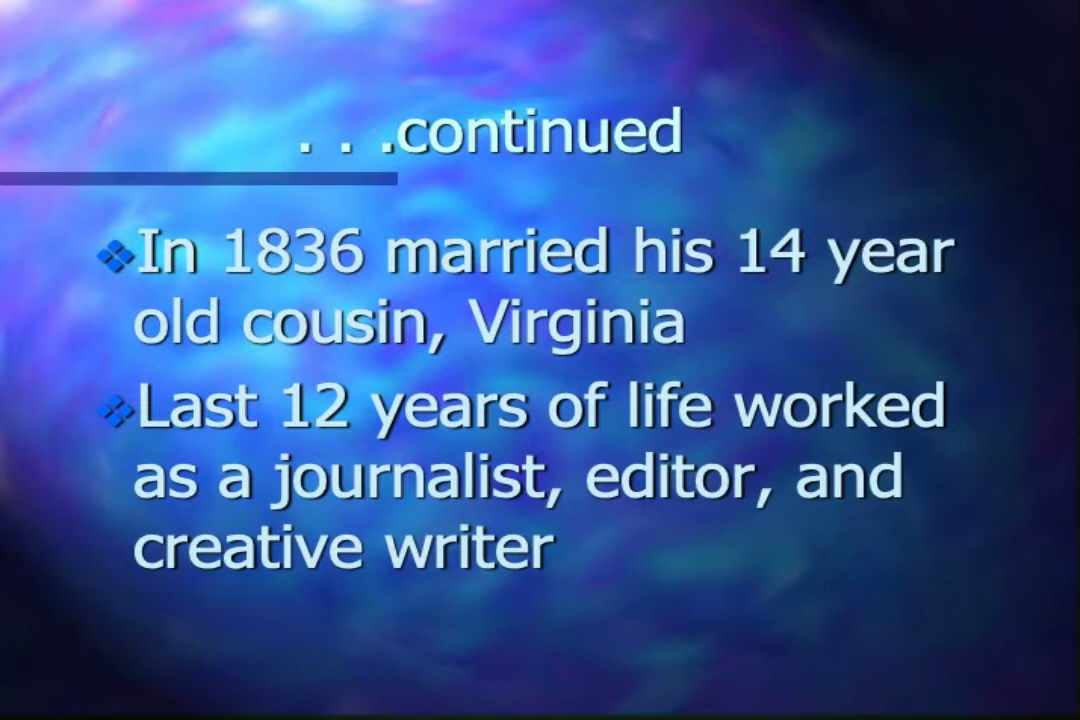 . . .continued
In 1836 married his 14 year
old cousin, Virginia
Last 12 years of life worked
as a journalist, editor, and
creative writer